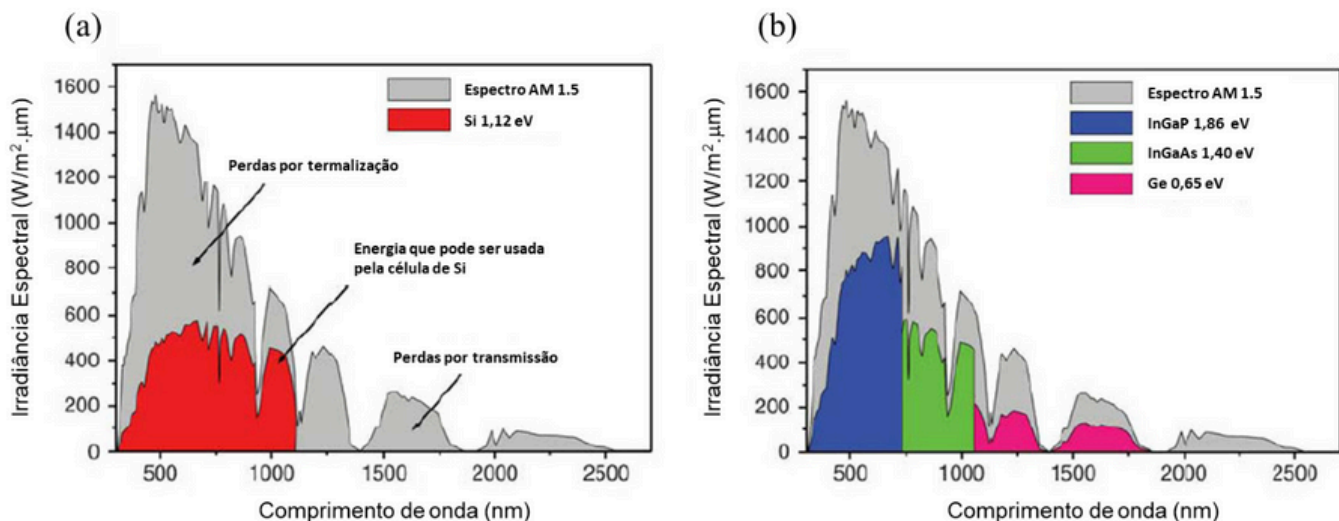 (a)
Irradiância Espectral (W/m².µm)
1600
1400
1200
1000
800
600
400
200
0
Espectro AM 1.5
Si 1,12 eV
Perdas por termalização
Energia que pode ser usada
pela célula de Si
Perdas por transmissão
500 1000 1500 2000 2500
Comprimento de onda (nm)
(b)
Irradiância Espectral (W/m².µm)
1600
1400
1200
1000
800
600
400
200
0
Espectro AM 1.5
InGaP 1,86 eV
InGaAs 1,40 eV
Ge 0,65 eV
500 1000 1500 2000 2500
Comprimento de onda (nm)